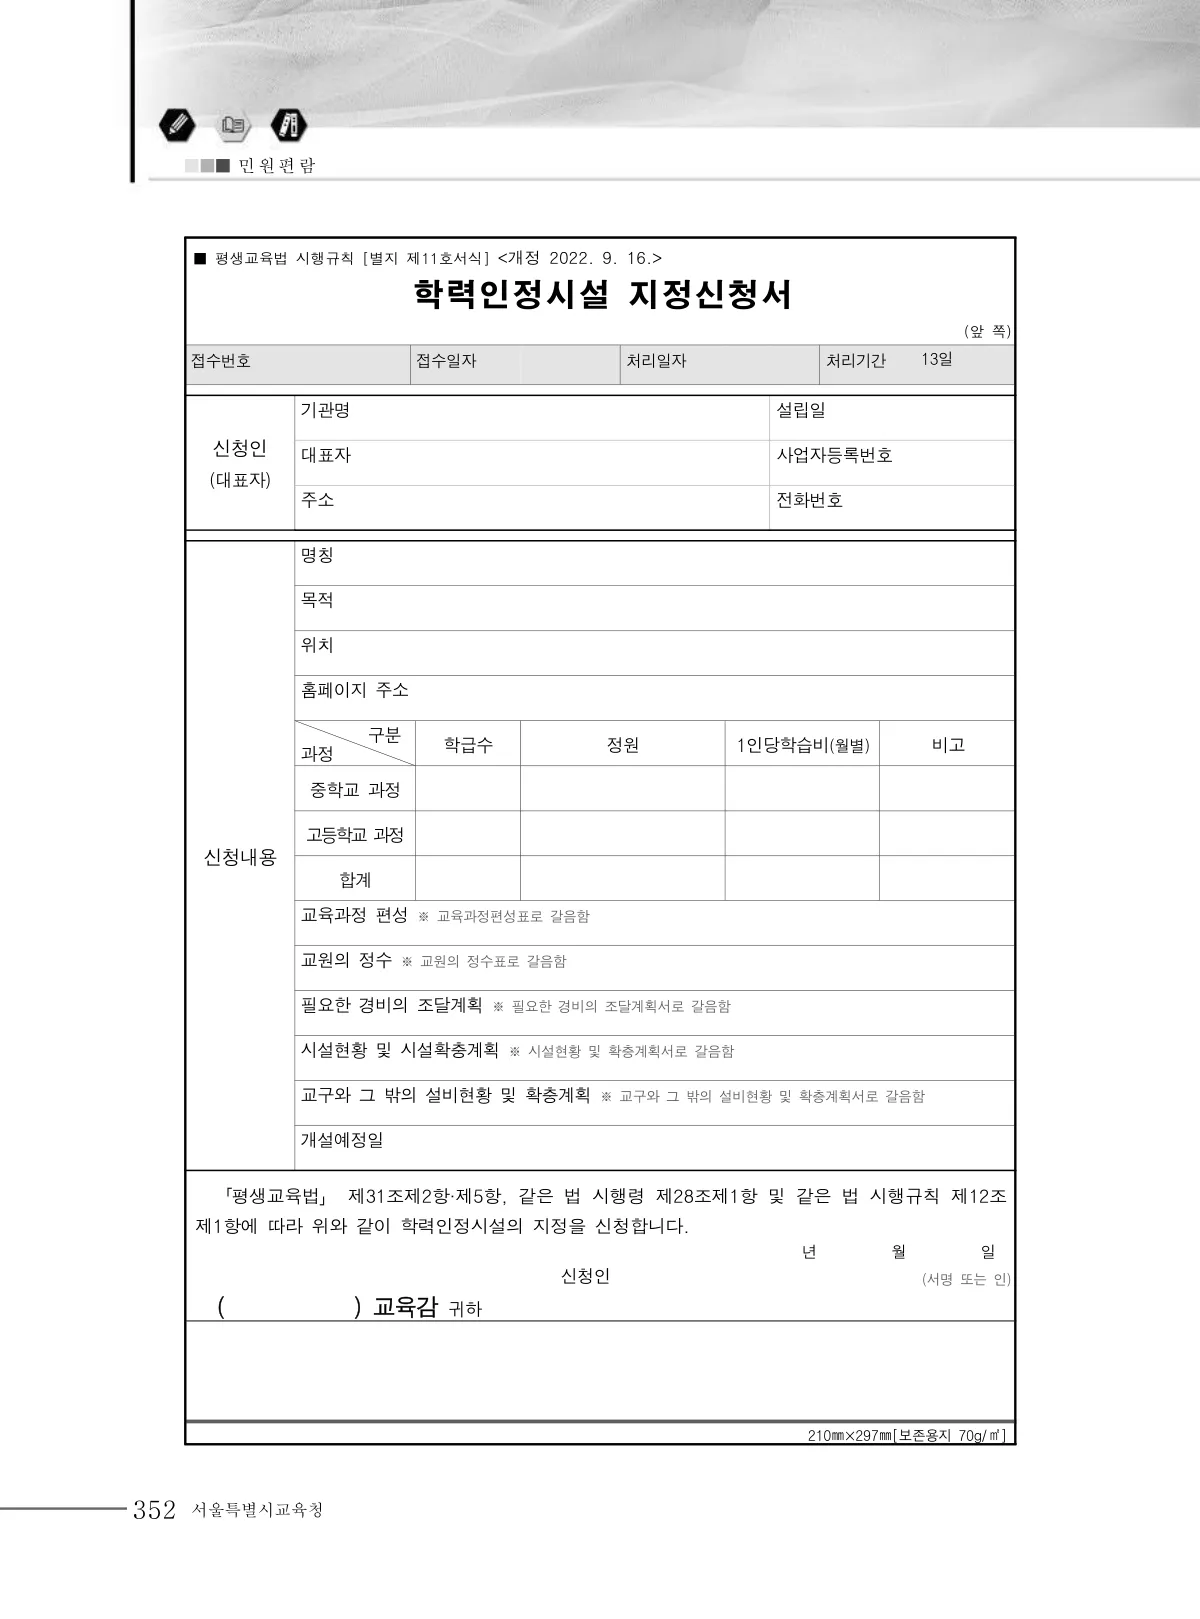 민원편람
■ 평생교육법 시행규칙 [별지 제11호서식] <개정 2022. 9. 16.>
학력인정시설 지정신청서
(앞 쪽)
접수번호 접수일자 처리일자 처리기간 13일
신청인
(대표자)
기관명 설립일
대표자 사업자등록번호
주소 전화번호
신청내용
명칭
목적
위치
홈페이지 주소
구분
과정
학급수 정원 1인당학습비(월별) 비고
중학교 과정
고등학교 과정
합계
교육과정 편성 ※ 교육과정편성표로 갈음함
교원의 정수 ※ 교원의 정수표로 갈음함
필요한 경비의 조달계획 ※ 필요한 경비의 조달계획서로 갈음함
시설현황 및 시설확충계획 ※ 시설현황 및 확충계획서로 갈음함
교구와 그 밖의 설비현황 및 확충계획 ※ 교구와 그 밖의 설비현황 및 확충계획서로 갈음함
개설예정일
「평생교육법」 제31조제2항·제5항, 같은 법 시행령 제28조제1항 및 같은 법 시행규칙 제12조
제1항에 따라 위와 같이 학력인정시설의 지정을 신청합니다.
년 월 일
신청인 (서명 또는 인)
( ) 교육감 귀하
210㎜×297㎜[보존용지 70g/㎡]
352 서울특별시교육청